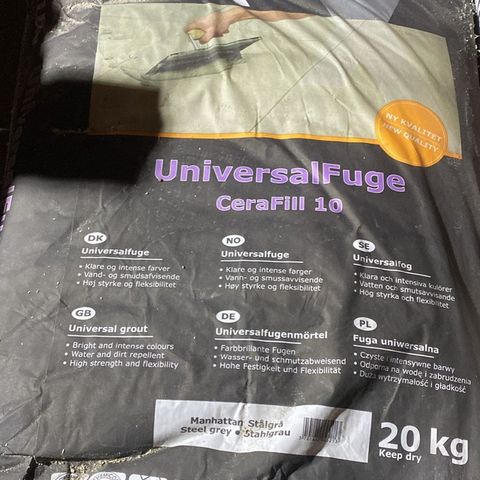 NY KVALITET
NEW QUALITY
UniversalFuge
CeraFill 10
DK
Universalfuge
• Klare og intense farver
• Vand- og smudsafvisende
• Høj styrke og fleksibilitet
NO
Universalfuge
• Klare og intense farger
• Vann- og smussavvisende
• Høy styrke og fleksibilitet
SE
Universalfog
• Klara och intensiva kulörer
• Vatten och smutsavvisande
• Hög styrka och flexibilitet
GB
Universal grout
• Bright and intense colours
• Water and dirt repellent
• High strength and flexibility
DE
Universalfugenmörtel
• Farbbrillante Fugen
• Wasser- und schmutzabweisend
• Hohe Festigkeit und Flexibilität
PL
Fuga uniwersalna
• Czyste i intensywne barwy
• Odporna na wodę i zabrudzenia
• Duża wytrzymałość i gładkość
Manhattan Stålgrå
Steel grey • Stahlgrau
20 kg
Keep dry